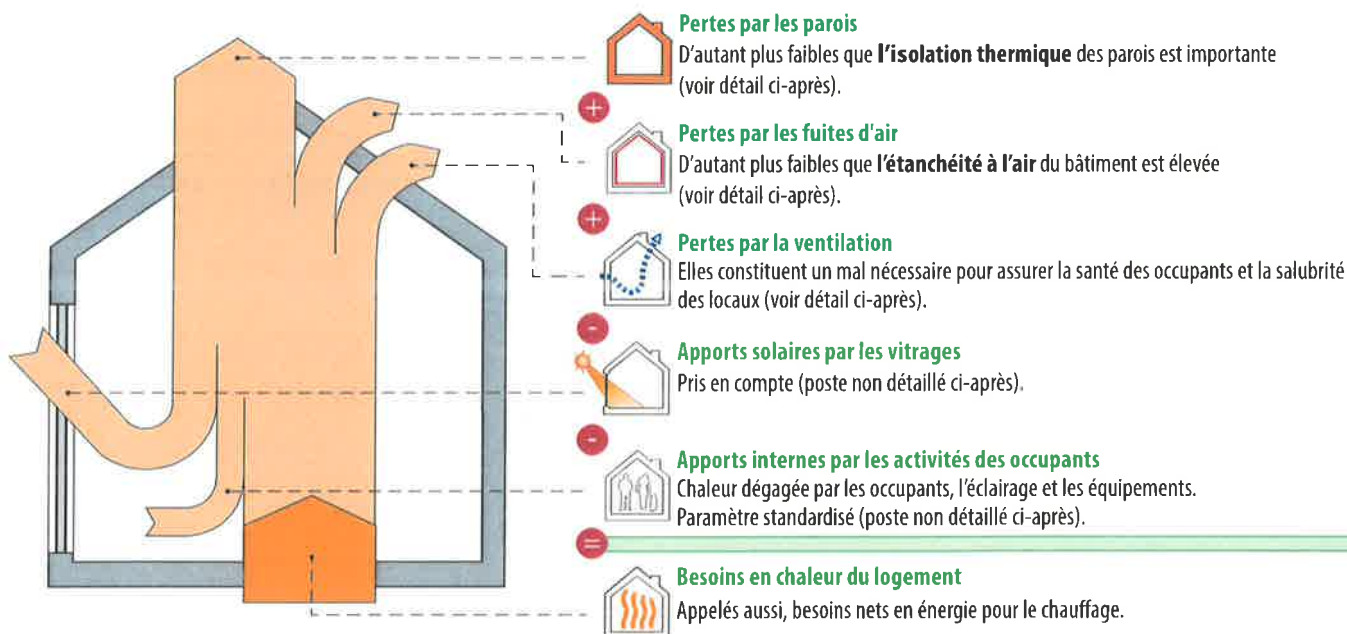 Pertes par les parois
D'autant plus faibles que l'isolation thermique des parois est importante
(voir détail ci-après).
+
Pertes par les fuites d'air
D'autant plus faibles que l'étanchéité à l'air du bâtiment est élevée
(voir détail ci-après).
+
Pertes par la ventilation
Elles constituent un mal nécessaire pour assurer la santé des occupants et la salubrité
des locaux (voir détail ci-après).
-
Apports solaires par les vitrages
Pris en compte (poste non détaillé ci-après).
-
Apports internes par les activités des occupants
Chaleur dégagée par les occupants, l'éclairage et les équipements.
Paramètre standardisé (poste non détaillé ci-après).
=
Besoins en chaleur du logement
Appelés aussi, besoins nets en énergie pour le chauffage.